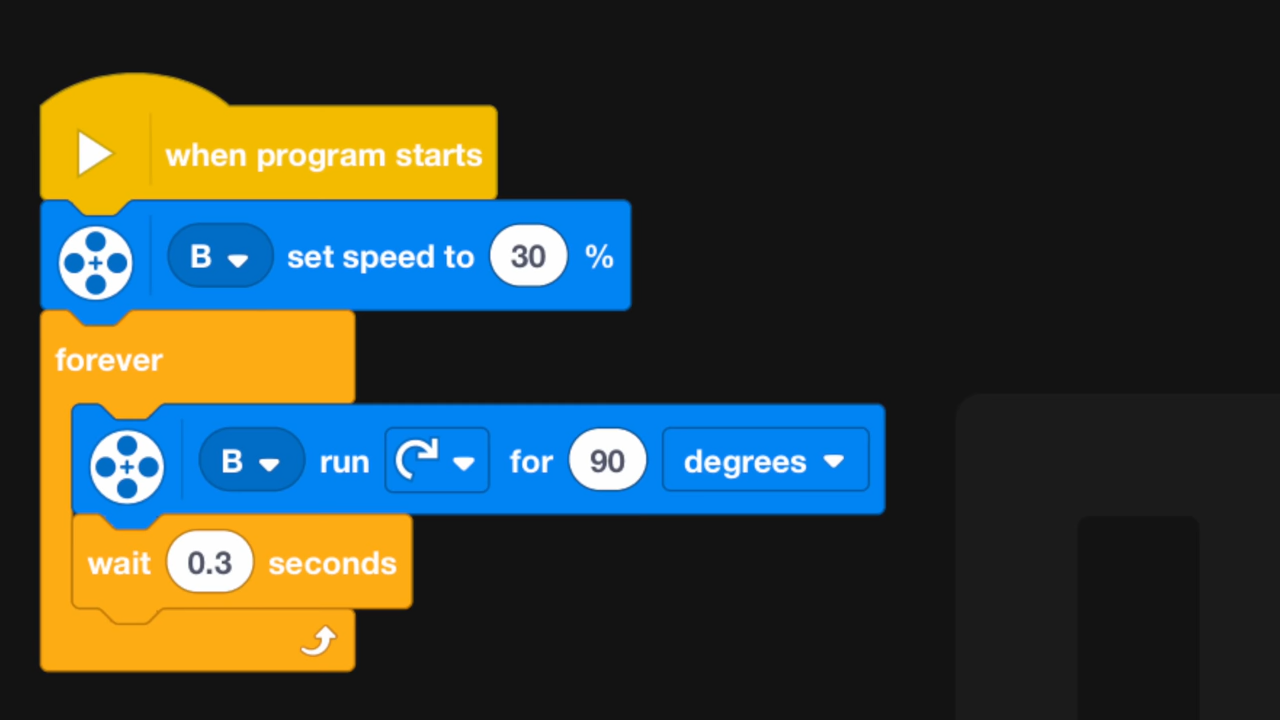 when program starts
B set speed to 30 %
forever
B run for 90 degrees
wait 0.3 seconds